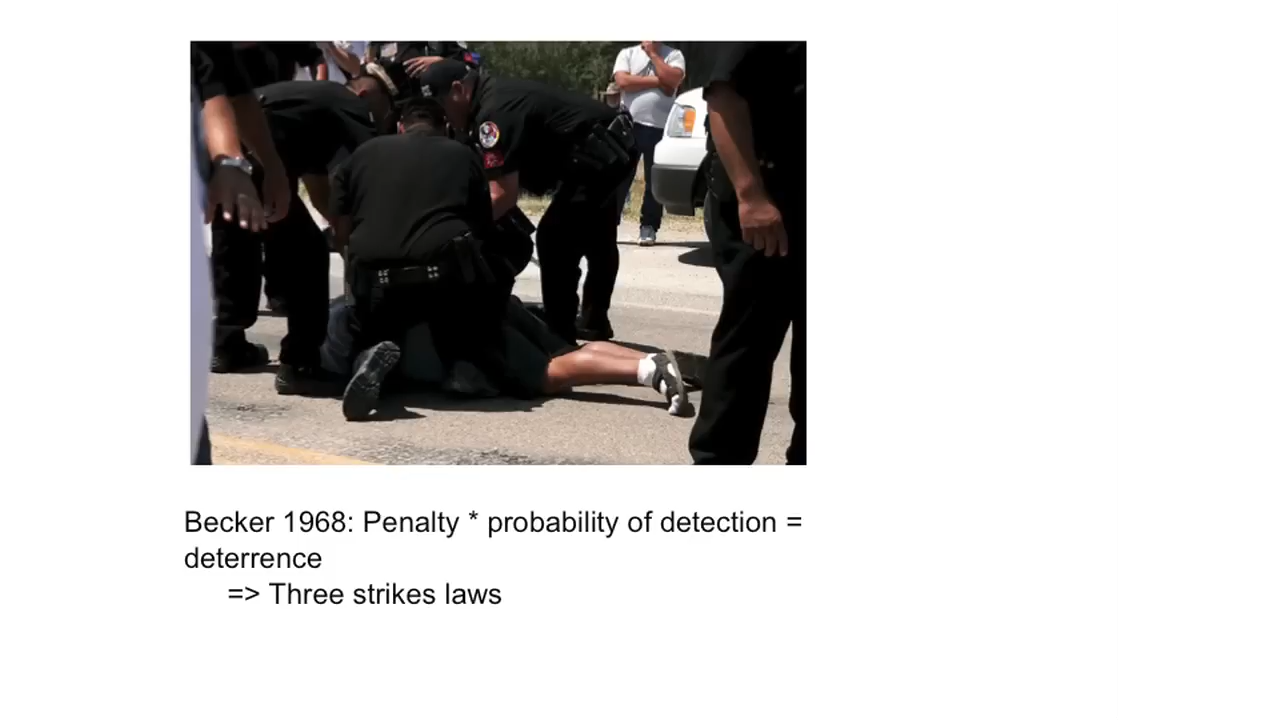 Becker 1968: Penalty * probability of detection =
deterrence
=> Three strikes laws